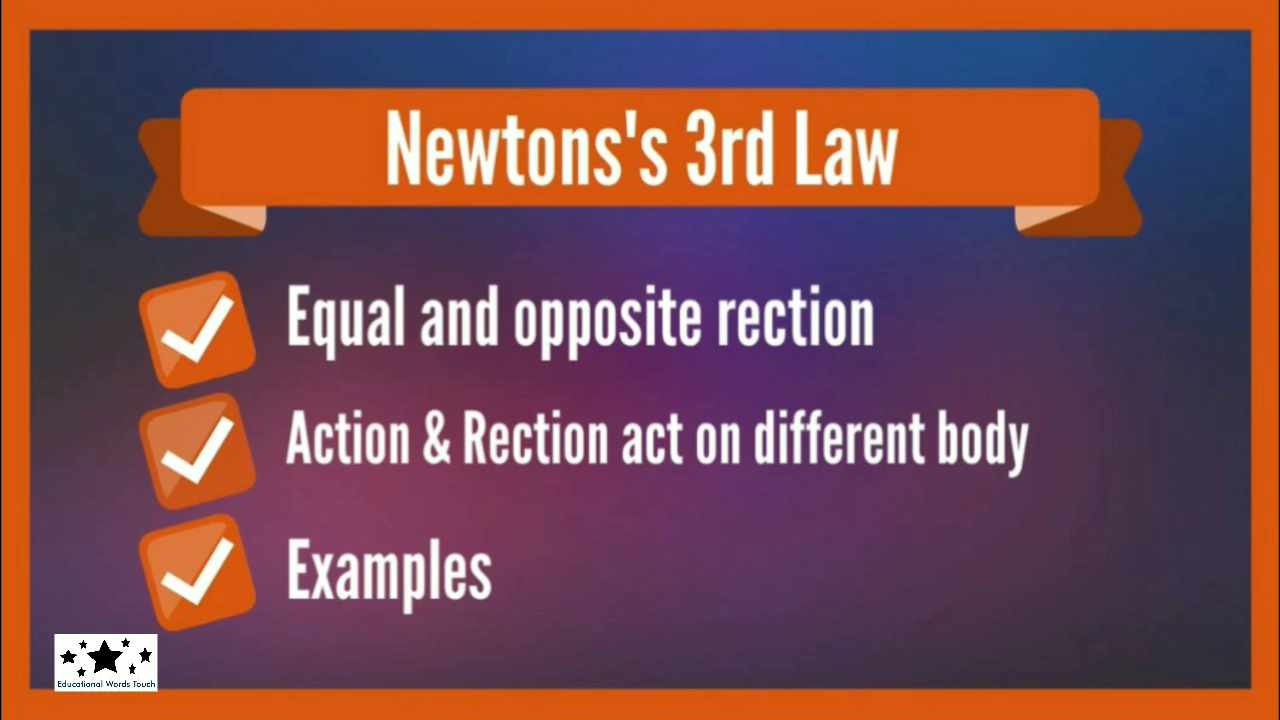 Newtons's 3rd Law
Equal and opposite rection
Action & Rection act on different body
Examples
Educational Words Touch